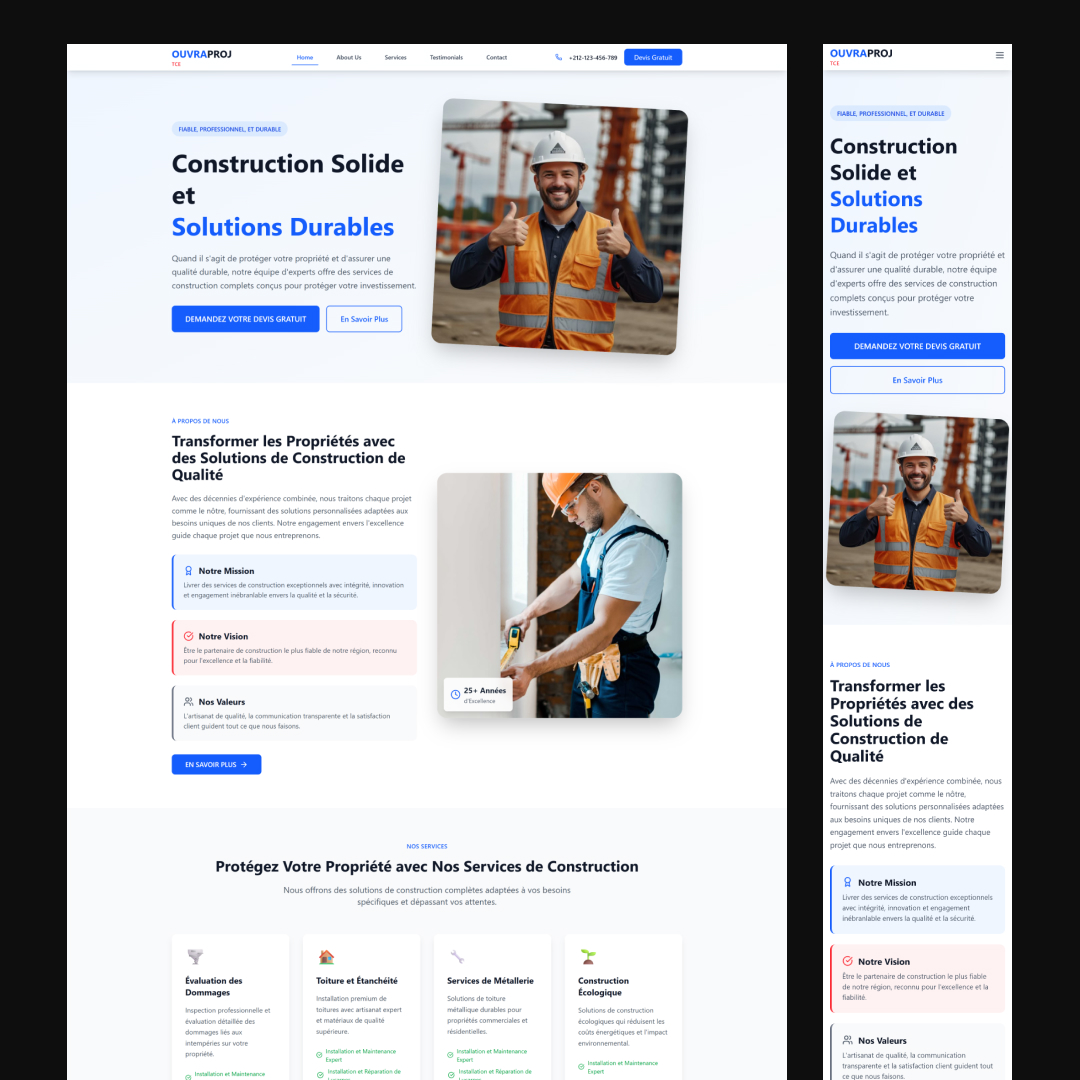 OUVRAPROJ
TCE
Home
About Us
Services
Testimonials
Contact
+212-123-456-789
Devis Gratuit
FIABLE, PROFESSIONNEL, ET DURABLE
Construction Solide
et
Solutions Durables
Quand il s'agit de protéger votre propriété et d'assurer une
qualité durable, notre équipe d'experts offre des services de
construction complets conçus pour protéger votre investissement.
DEMANDEZ VOTRE DEVIS GRATUIT
En Savoir Plus
À PROPOS DE NOUS
Transformer les Propriétés avec
des Solutions de Construction de
Qualité
Avec des décennies d'expérience combinée, nous traitons chaque projet
comme le nôtre, fournissant des solutions personnalisées adaptées aux
besoins uniques de nos clients. Notre engagement envers l'excellence
guide chaque projet que nous entreprenons.
Notre Mission
Livrer des services de construction exceptionnels avec intégrité, innovation
et engagement inébranlable envers la qualité et la sécurité.
Notre Vision
Être le partenaire de construction le plus fiable de notre région, reconnu
pour l'excellence et la fiabilité.
Nos Valeurs
L'artisanat de qualité, la communication transparente et la satisfaction
client guident tout ce que nous faisons.
EN SAVOIR PLUS
25+ Années
d'Excellence
NOS SERVICES
Protégez Votre Propriété avec Nos Services de Construction
Nous offrons des solutions de construction complètes adaptées à vos besoins
spécifiques et dépassant vos attentes.
Évaluation des
Dommages
Inspection professionnelle et
évaluation détaillée des
dommages liés aux
intempéries sur votre
propriété.
Installation et Maintenance
Toiture et Étanchéité
Installation premium de
toitures avec artisanat expert
et matériaux de qualité
supérieure.
Installation et Maintenance
Expert
Installation et Réparation de
Services de Métallerie
Solutions de toiture
métallique durables pour
propriétés commerciales et
résidentielles.
Installation et Maintenance
Expert
Installation et Réparation de
Construction
Écologique
Solutions de construction
écologiques qui réduisent les
coûts énergétiques et l'impact
environnemental.
Installation et Maintenance
Expert
OUVRAPROJ
TCE
FIABLE, PROFESSIONNEL, ET DURABLE
Construction
Solide et
Solutions
Durables
Quand il s'agit de protéger votre propriété et
d'assurer une qualité durable, notre équipe
d'experts offre des services de construction
complets conçus pour protéger votre
investissement.
DEMANDEZ VOTRE DEVIS GRATUIT
En Savoir Plus
À PROPOS DE NOUS
Transformer les
Propriétés avec des
Solutions de
Construction de
Qualité
Avec des décennies d'expérience combinée, nous
traitons chaque projet comme le nôtre,
fournissant des solutions personnalisées adaptées
aux besoins uniques de nos clients. Notre
engagement envers l'excellence guide chaque
projet que nous entreprenons.
Notre Mission
Livrer des services de construction exceptionnels
avec intégrité, innovation et engagement
inébranlable envers la qualité et la sécurité.
Notre Vision
Être le partenaire de construction le plus fiable
de notre région, reconnu pour l'excellence et la
fiabilité.
Nos Valeurs
L'artisanat de qualité, la communication
transparente et la satisfaction client guident tout
ce que nous faisons.